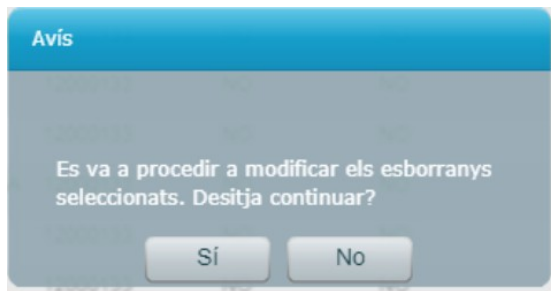 Avís
Es va a procedir a modificar els esborranys
seleccionats. Desitja continuar?
Sí
No